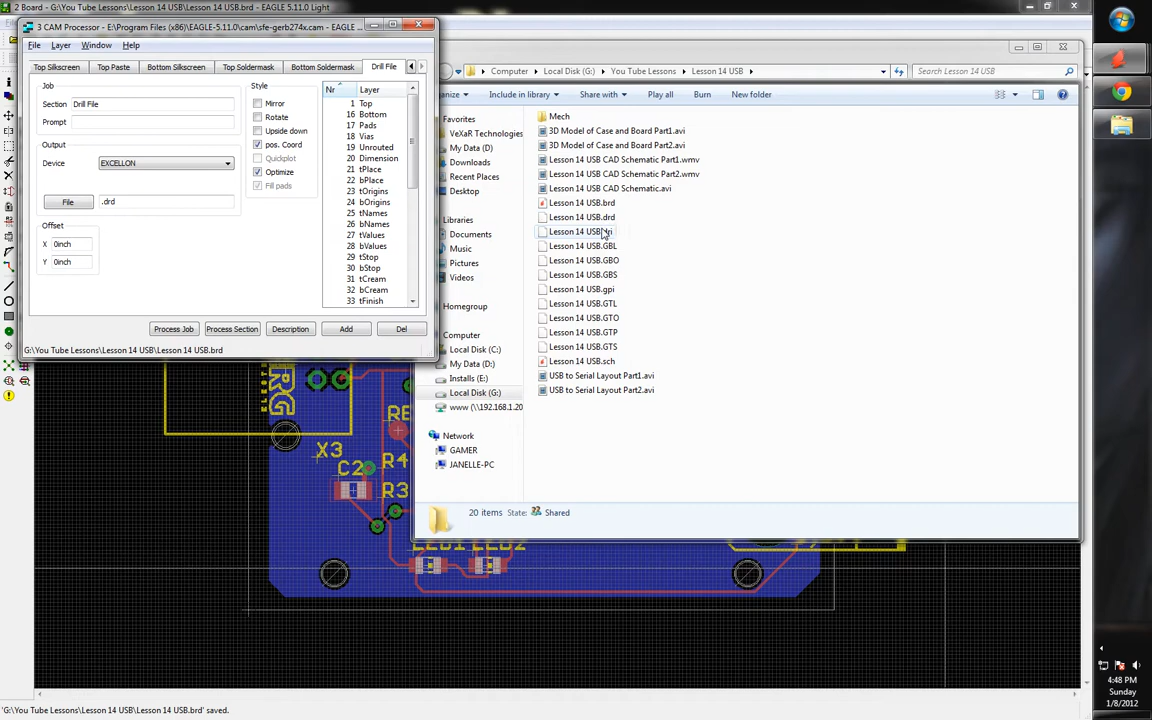 2 Board - G:\You Tube Lessons\Lesson 14 USB\Lesson 14 USB.brd - EAGLE 5.11.0 Light
3 CAM Processor - E:\Program Files (x86)\EAGLE-5.11.0\cam\sfe-gerb274x.cam - EAGLE ...
File Layer Window Help
Top Silkscreen Top Paste Bottom Silkscreen Top Soldermask Bottom Soldermask Drill File
Job
Section Drill File
Prompt
Output
Device EXCELLON
File .drd
Offset
X 0inch
Y 0inch
Style
Mirror
Rotate
Upside down
pos. Coord
Quickplot
Optimize
Fill pads
Nr Layer
1 Top
16 Bottom
17 Pads
18 Vias
19 Unrouted
20 Dimension
21 tPlace
22 bPlace
23 tOrigins
24 bOrigins
25 tNames
26 bNames
27 tValues
28 bValues
29 tStop
30 bStop
31 tCream
32 bCream
33 tFinish
Process Job Process Section Description Add Del
G:\You Tube Lessons\Lesson 14 USB\Lesson 14 USB.brd
Computer Local Disk (G:) You Tube Lessons Lesson 14 USB
Search Lesson 14 USB
Include in library Share with Play all Burn New folder
Favorites
VeXaR Technologies
My Data (D)
Downloads
Recent Places
Desktop
Libraries
Documents
Music
Pictures
Videos
Homegroup
Computer
Local Disk (C:)
My Data (D:)
Installs (E:)
Local Disk (G:)
www (\\192.168.1.20
Network
GAMER
JANELLE-PC
Mech
3D Model of Case and Board Part1.avi
3D Model of Case and Board Part2.avi
Lesson 14 USB CAD Schematic Part1.wmv
Lesson 14 USB CAD Schematic Part2.wmv
Lesson 14 USB CAD Schematic.avi
Lesson 14 USB.brd
Lesson 14 USB.drd
Lesson 14 USB.dri
Lesson 14 USB.GBL
Lesson 14 USB.GBO
Lesson 14 USB.GBS
Lesson 14 USB.gpi
Lesson 14 USB.GTL
Lesson 14 USB.GTO
Lesson 14 USB.GTP
Lesson 14 USB.GTS
Lesson 14 USB.sch
USB to Serial Layout Part1.avi
USB to Serial Layout Part2.avi
20 items State: Shared
X3
C2
R4
R3
LED1 LED2
'G:\You Tube Lessons\Lesson 14 USB\Lesson 14 USB.brd' saved.
4:48 PM
Sunday
1/8/2012